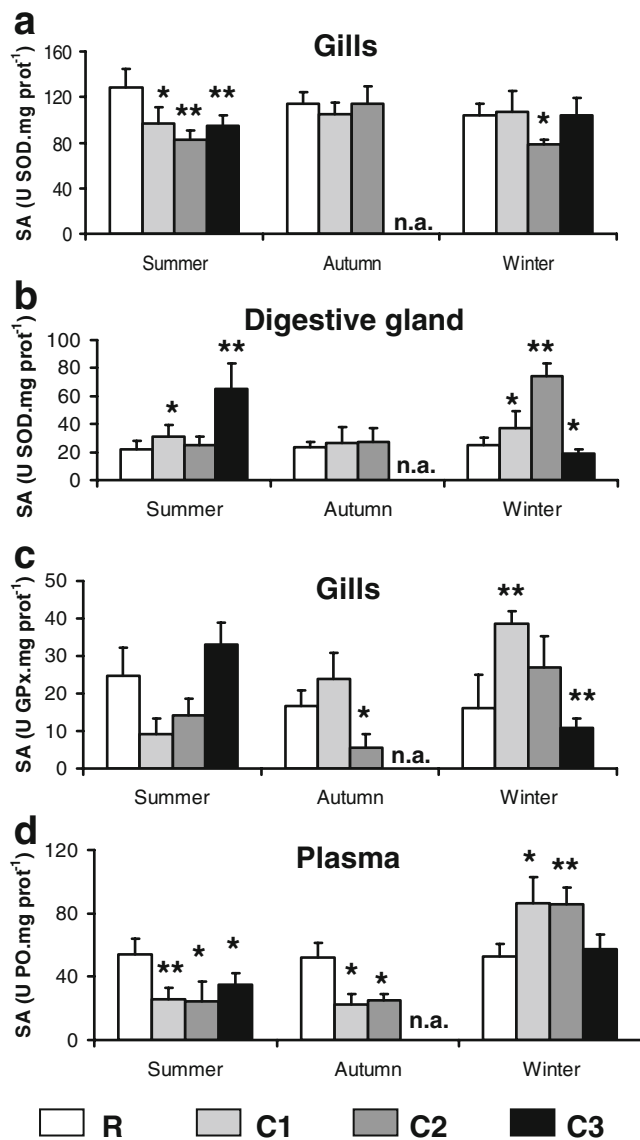 a
Gills
SA (U SOD.mg prot⁻¹)
160
120
80
40
0
*
**
**
n.a.
*
Summer
Autumn
Winter
b
Digestive gland
SA (U SOD.mg prot⁻¹)
100
80
60
40
20
0
*
**
n.a.
*
**
*
Summer
Autumn
Winter
c
Gills
SA (U GPx.mg prot⁻¹)
50
40
30
20
10
0
*
n.a.
**
**
Summer
Autumn
Winter
d
Plasma
SA (U PO.mg prot⁻¹)
120
80
40
0
**
*
*
*
*
n.a.
*
**
Summer
Autumn
Winter
R C1 C2 C3